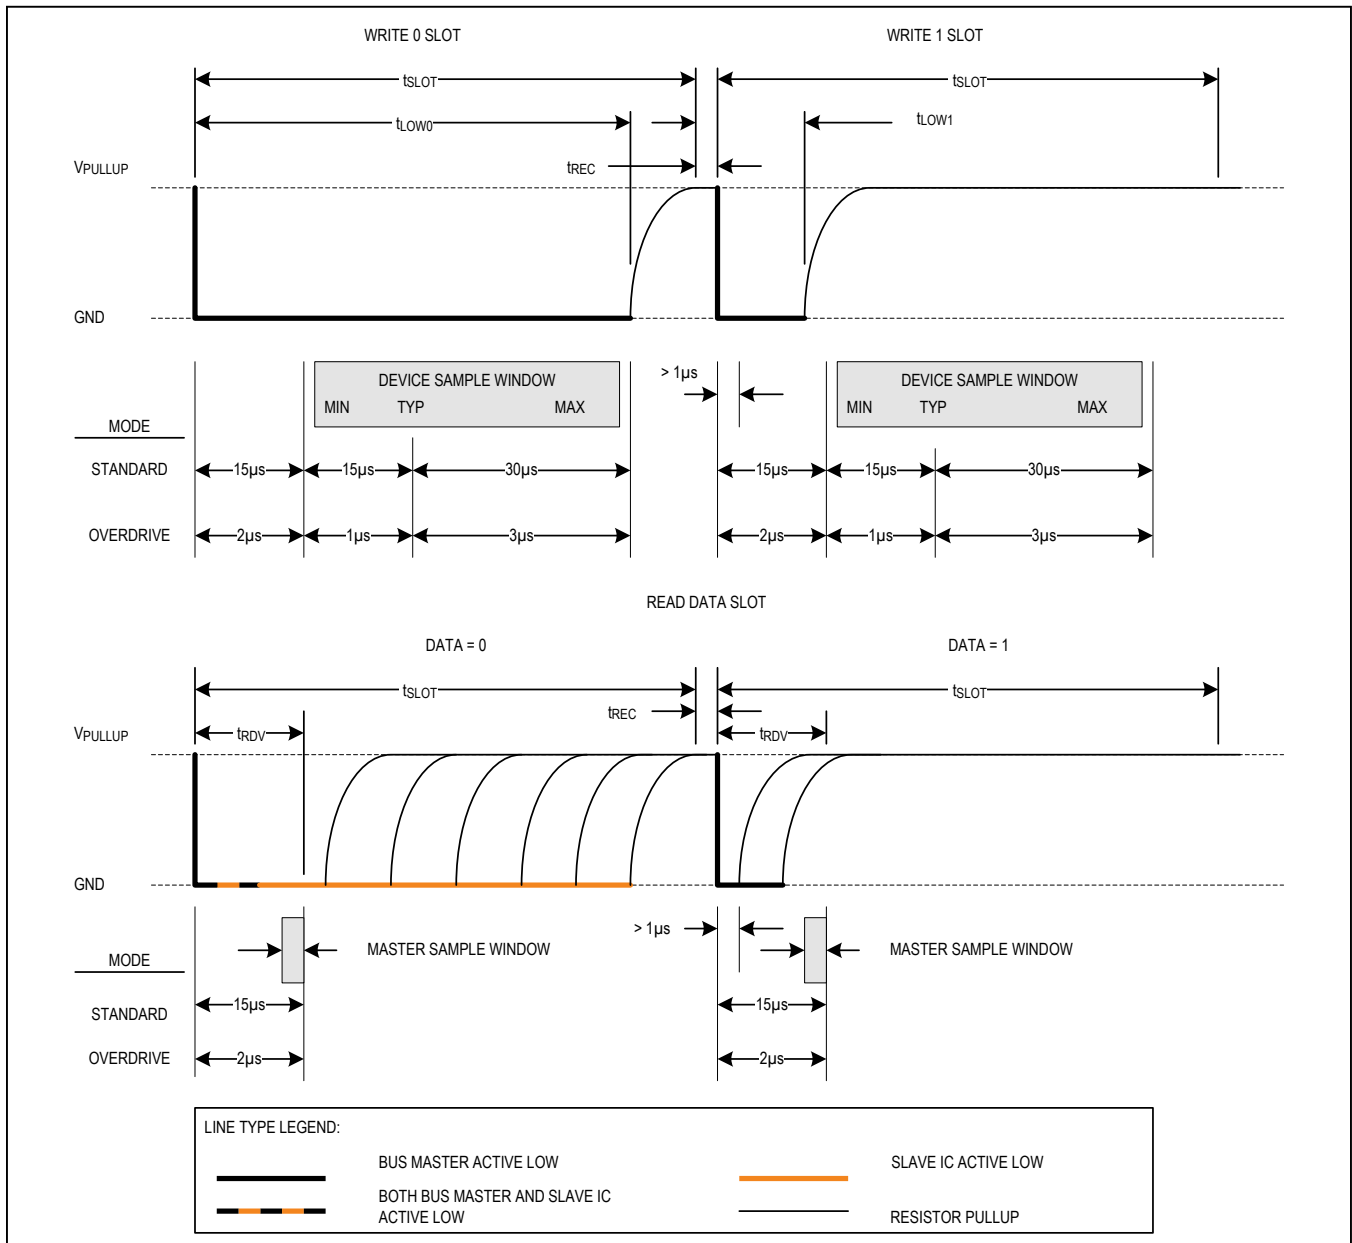 WRITE 0 SLOT WRITE 1 SLOT
tSLOT tSLOT
tLOW0 tLOW1
VPULLUP tREC
GND
DEVICE SAMPLE WINDOW > 1µs DEVICE SAMPLE WINDOW
MIN TYP MAX MIN TYP MAX
MODE
STANDARD 15µs 15µs 30µs 15µs 15µs 30µs
OVERDRIVE 2µs 1µs 3µs 2µs 1µs 3µs
READ DATA SLOT
DATA = 0 DATA = 1
tSLOT tSLOT
tREC
VPULLUP tRDV tRDV
GND
> 1µs
MASTER SAMPLE WINDOW MASTER SAMPLE WINDOW
MODE
STANDARD 15µs 15µs
OVERDRIVE 2µs 2µs
LINE TYPE LEGEND:
BUS MASTER ACTIVE LOW SLAVE IC ACTIVE LOW
BOTH BUS MASTER AND SLAVE IC
ACTIVE LOW RESISTOR PULLUP